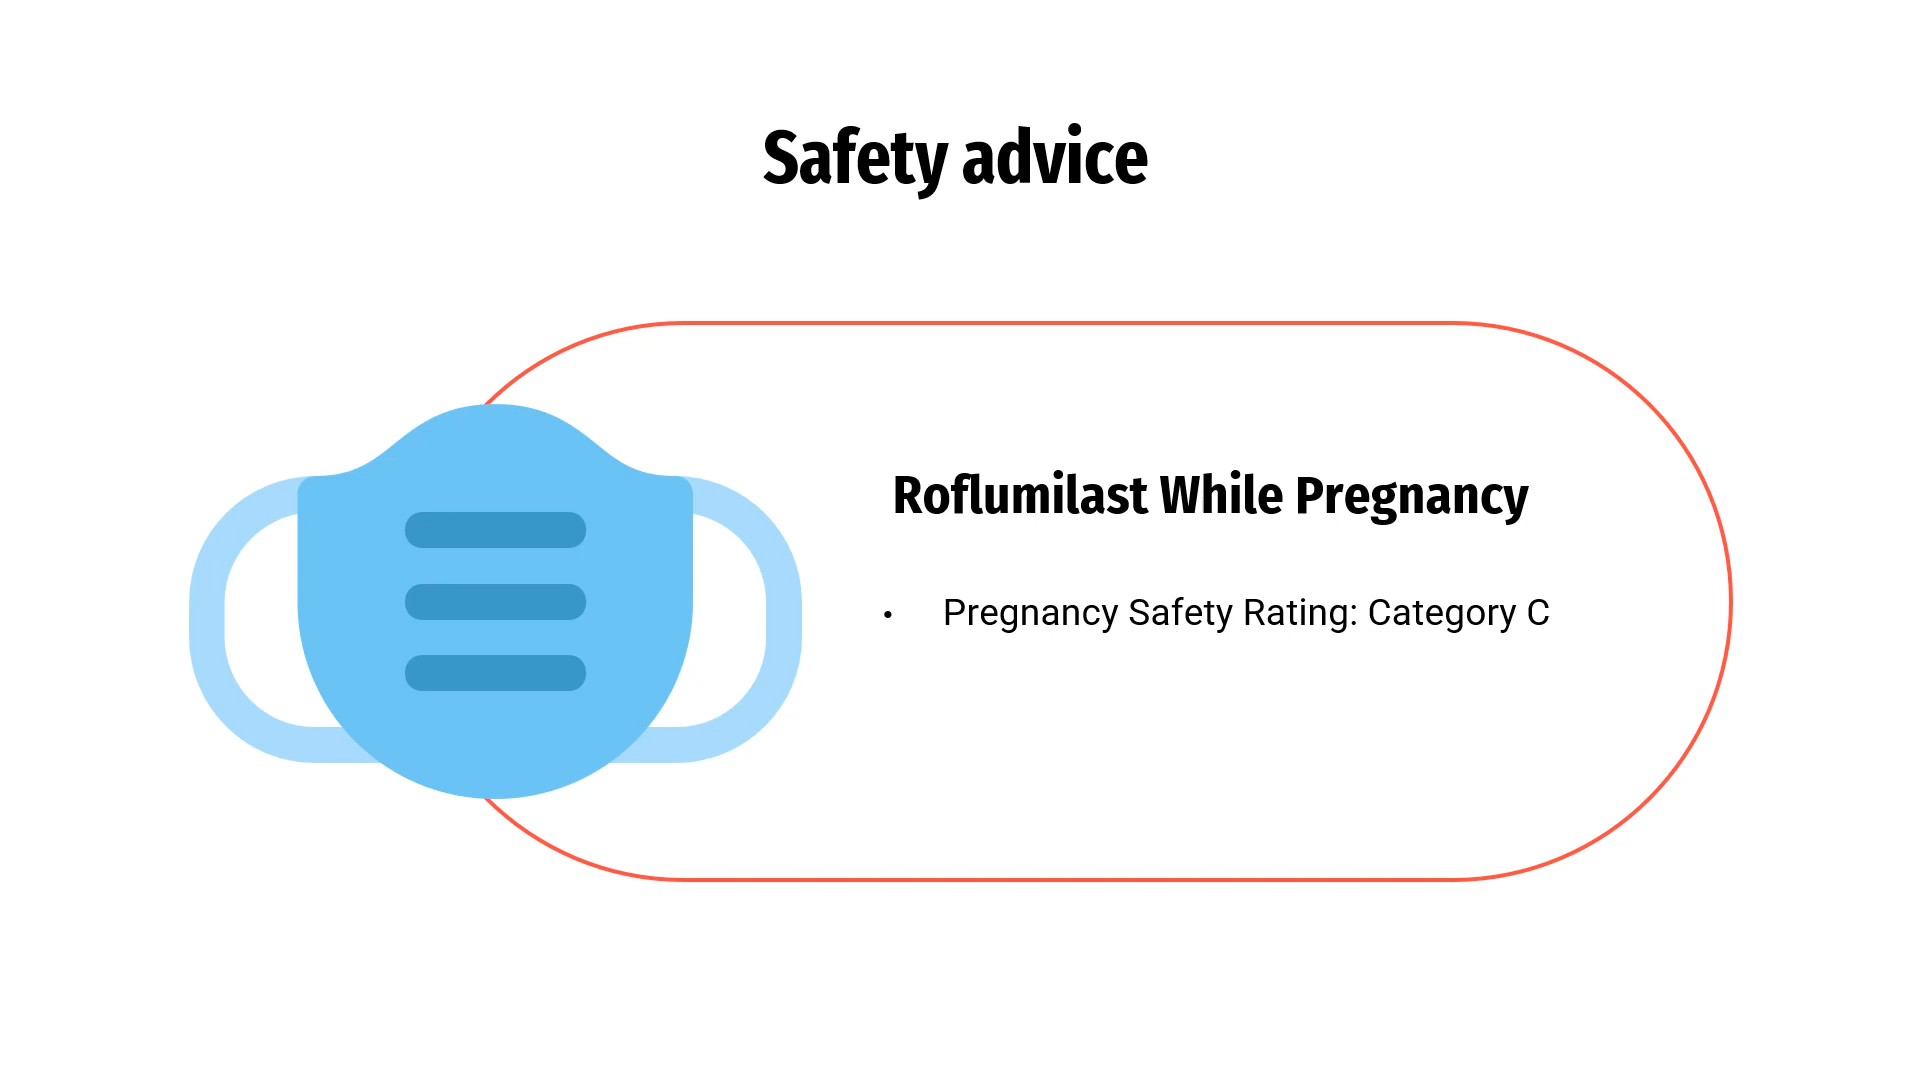 Safety advice
Roflumilast While Pregnancy
• Pregnancy Safety Rating: Category C